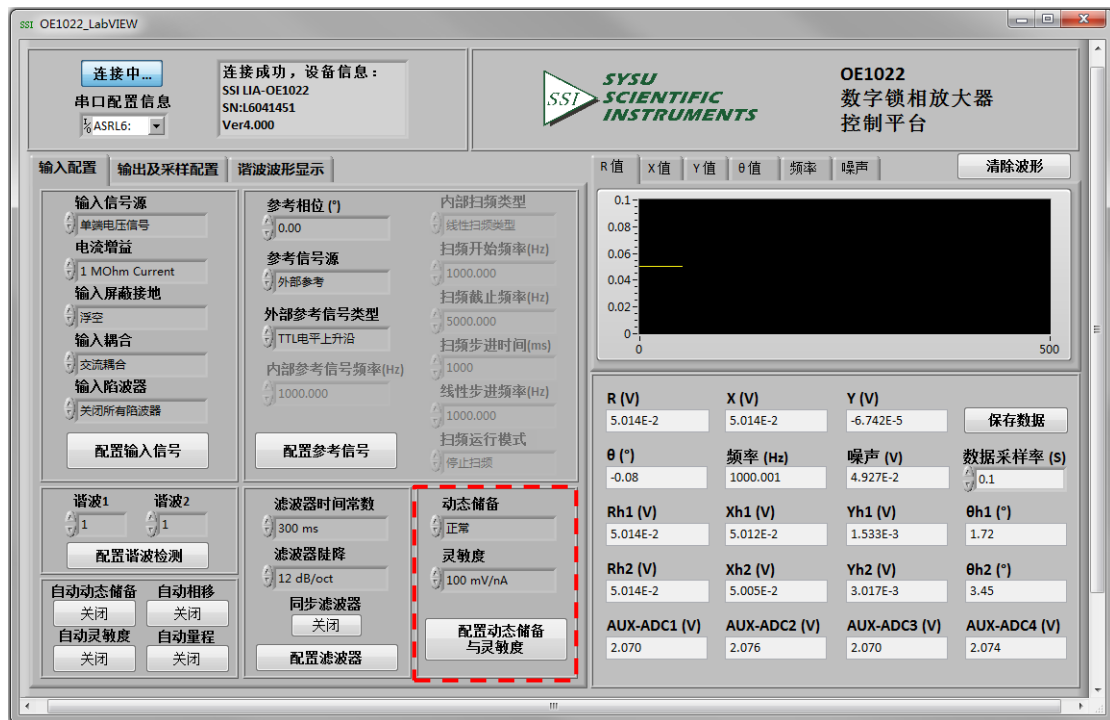 SSI OE1022_LabVIEW
连接中...
串口配置信息
ASRL6:
连接成功，设备信息：
SSI LIA-OE1022
SN:L6041451
Ver4.000
SSI
SYSU
SCIENTIFIC
INSTRUMENTS
OE1022
数字锁相放大器
控制平台
输入配置 输出及采样配置 谐波波形显示
输入信号源
单端电压信号
电流增益
1 MOhm Current
输入屏蔽接地
浮空
输入耦合
交流耦合
输入陷波器
关闭所有陷波器
配置输入信号
参考相位 (°)
0.00
参考信号源
外部参考
外部参考信号类型
TTL电平上升沿
内部参考信号频率(Hz)
1000.000
配置参考信号
内部扫频类型
线性扫频类型
扫频开始频率(Hz)
1000.000
扫频截止频率(Hz)
5000.000
扫频步进时间(ms)
1000
线性步进频率(Hz)
1000.000
扫频运行模式
停止扫频
谐波1 谐波2
1 1
配置谐波检测
自动动态储备 自动相移
关闭 关闭
自动灵敏度 自动量程
关闭 关闭
滤波器时间常数
300 ms
滤波器陡降
12 dB/oct
同步滤波器
关闭
配置滤波器
动态储备
正常
灵敏度
100 mV/nA
配置动态储备
与灵敏度
R值 X值 Y值 θ值 频率 噪声 清除波形
0.1
0.08
0.06
0.04
0.02
0
0 500
R (V) X (V) Y (V)
5.014E-2 5.014E-2 -6.742E-5 保存数据
θ (°) 频率 (Hz) 噪声 (V) 数据采样率 (S)
-0.08 1000.001 4.927E-2 0.1
Rh1 (V) Xh1 (V) Yh1 (V) θh1 (°)
5.014E-2 5.012E-2 1.533E-3 1.72
Rh2 (V) Xh2 (V) Yh2 (V) θh2 (°)
5.014E-2 5.005E-2 3.017E-3 3.45
AUX-ADC1 (V) AUX-ADC2 (V) AUX-ADC3 (V) AUX-ADC4 (V)
2.070 2.076 2.070 2.074